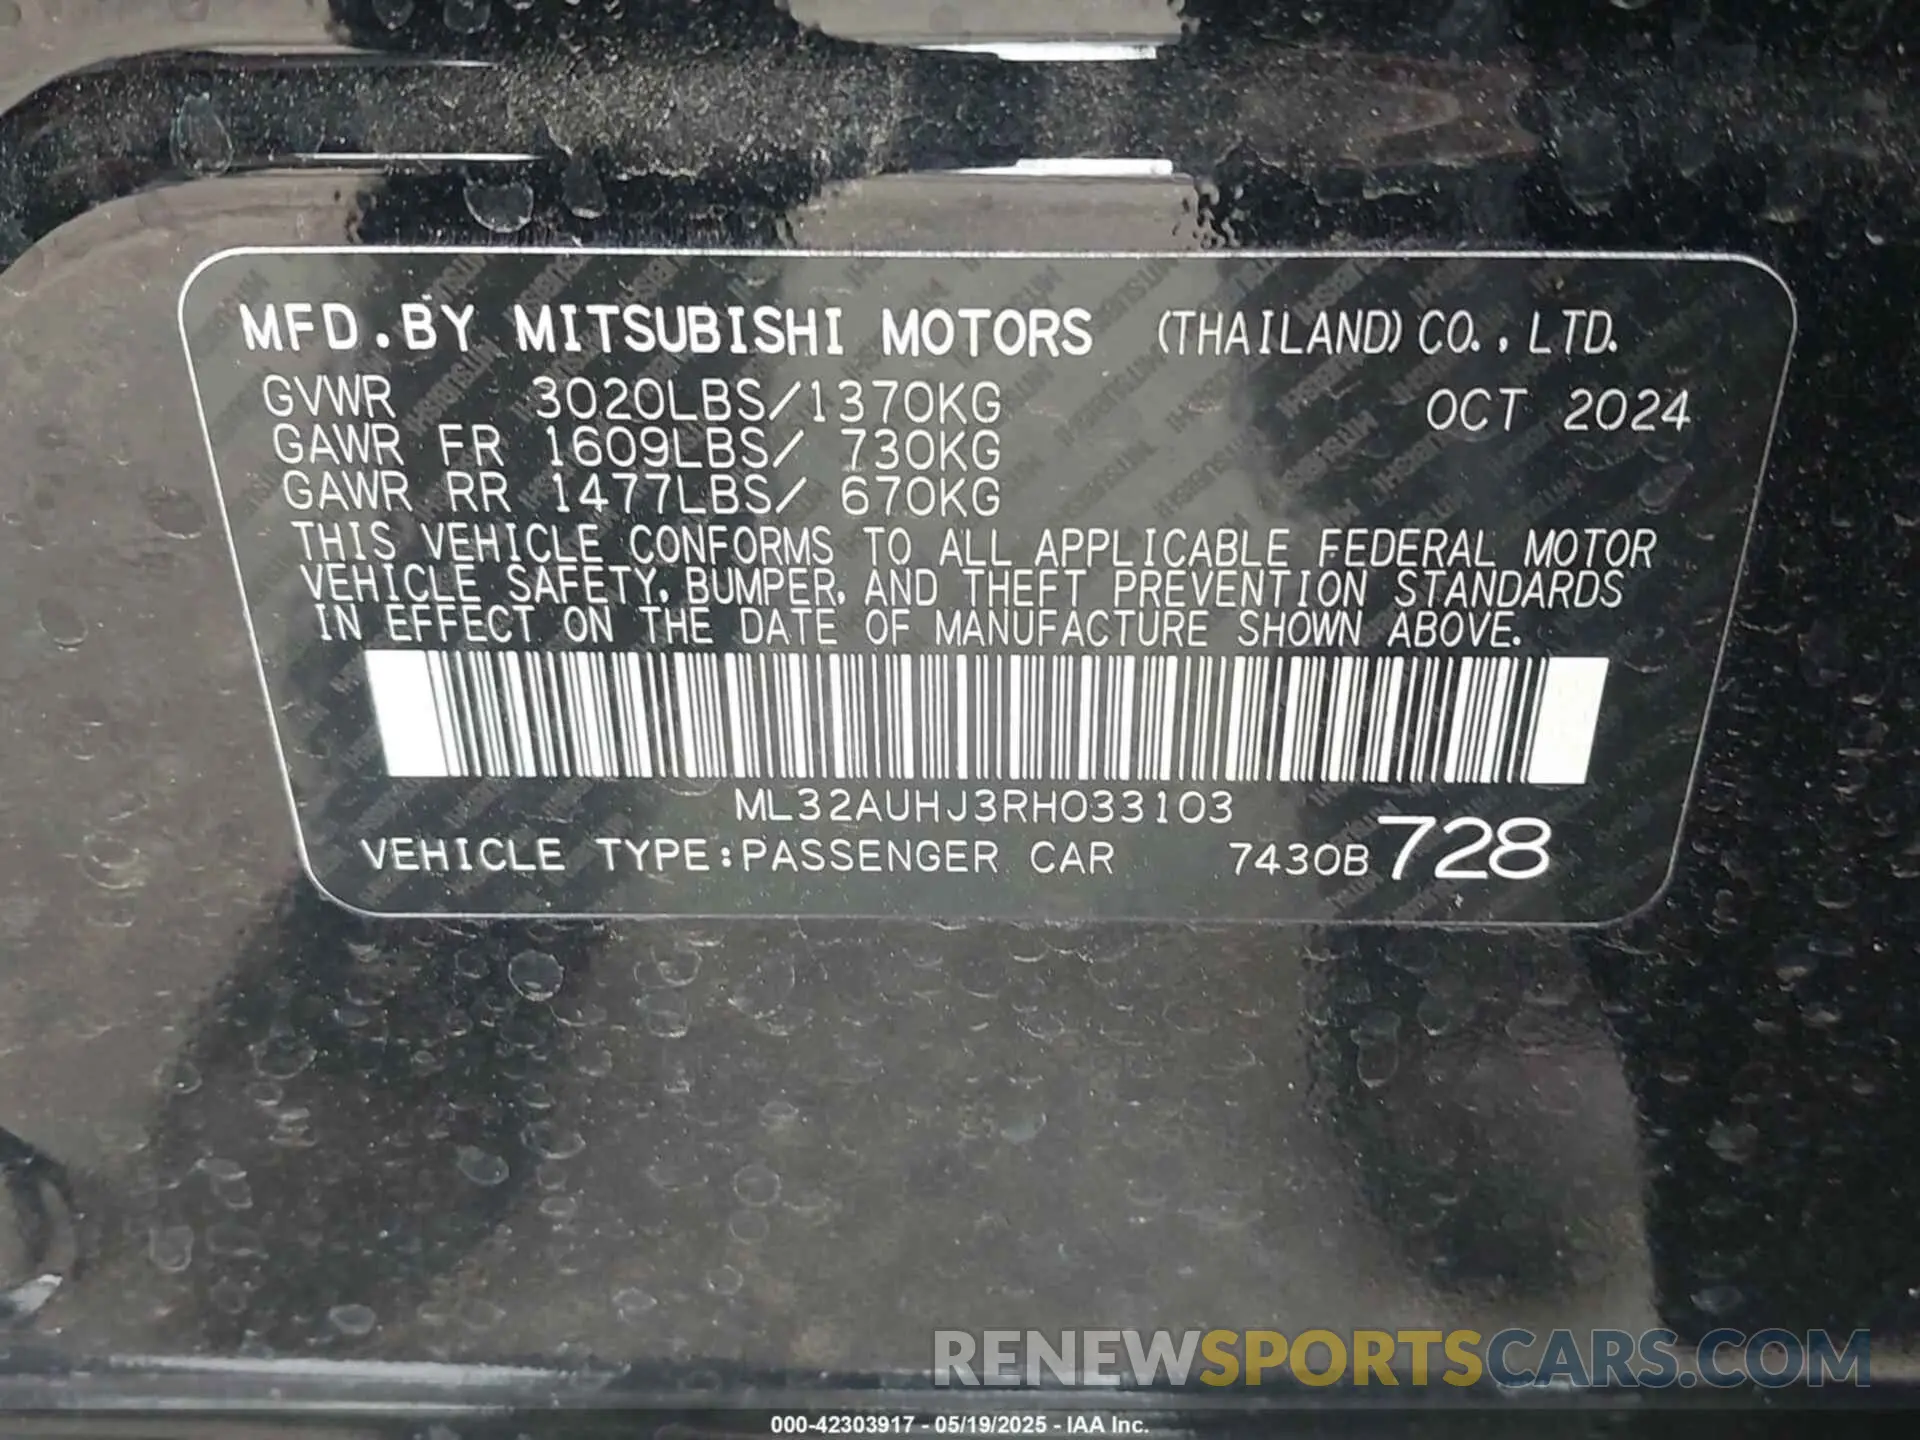 MFD.BY MITSUBISHI MOTORS (THAILAND) CO., LTD.
GVWR 3020LBS/1370KG OCT 2024
GAWR FR 1609LBS/ 730KG
GAWR RR 1477LBS/ 670KG
THIS VEHICLE CONFORMS TO ALL APPLICABLE FEDERAL MOTOR
VEHICLE SAFETY, BUMPER, AND THEFT PREVENTION STANDARDS
IN EFFECT ON THE DATE OF MANUFACTURE SHOWN ABOVE.
ML32AUHJ3RH033103
VEHICLE TYPE:PASSENGER CAR 7430B728
RENEWSPORTSCARS.COM
000-42303917 - 05/19/2025 - IAA Inc.